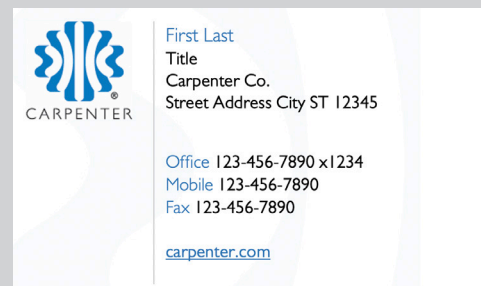 ®
CARPENTER
First Last
Title
Carpenter Co.
Street Address City ST 12345
Office 123-456-7890 x1234
Mobile 123-456-7890
Fax 123-456-7890
carpenter.com